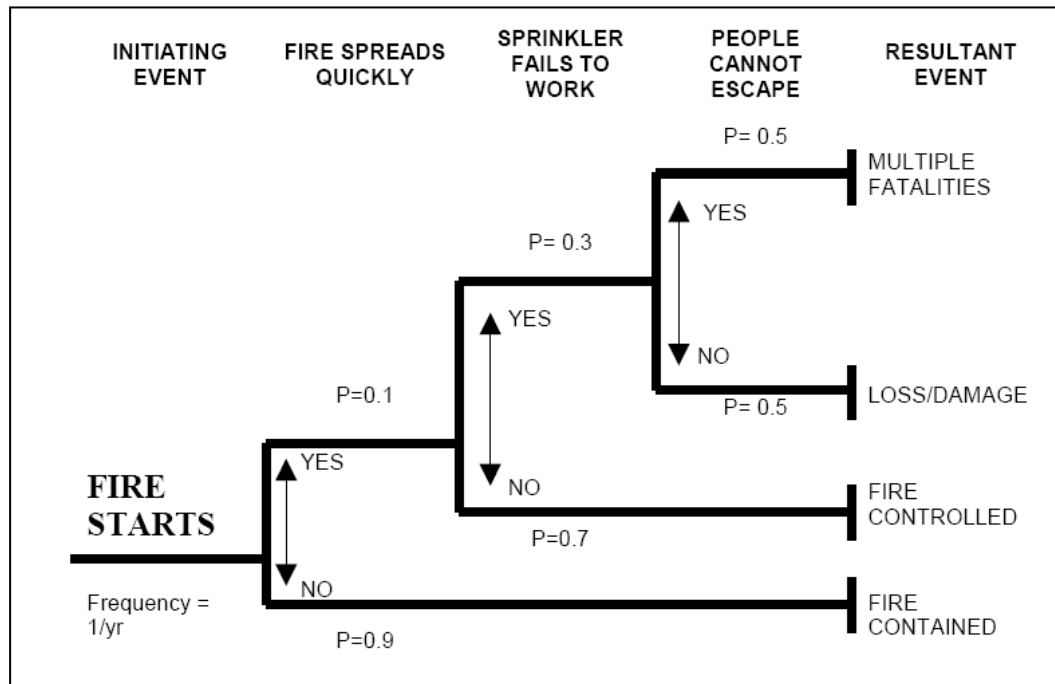 INITIATING
EVENT
FIRE SPREADS
QUICKLY
SPRINKLER
FAILS TO
WORK
PEOPLE
CANNOT
ESCAPE
RESULTANT
EVENT
P= 0.5
MULTIPLE
FATALITIES
YES
P= 0.3
YES
NO
P=0.1
P= 0.5
LOSS/DAMAGE
YES
FIRE
STARTS
NO
P=0.7
FIRE
CONTROLLED
NO
Frequency =
1/yr
P=0.9
FIRE
CONTAINED